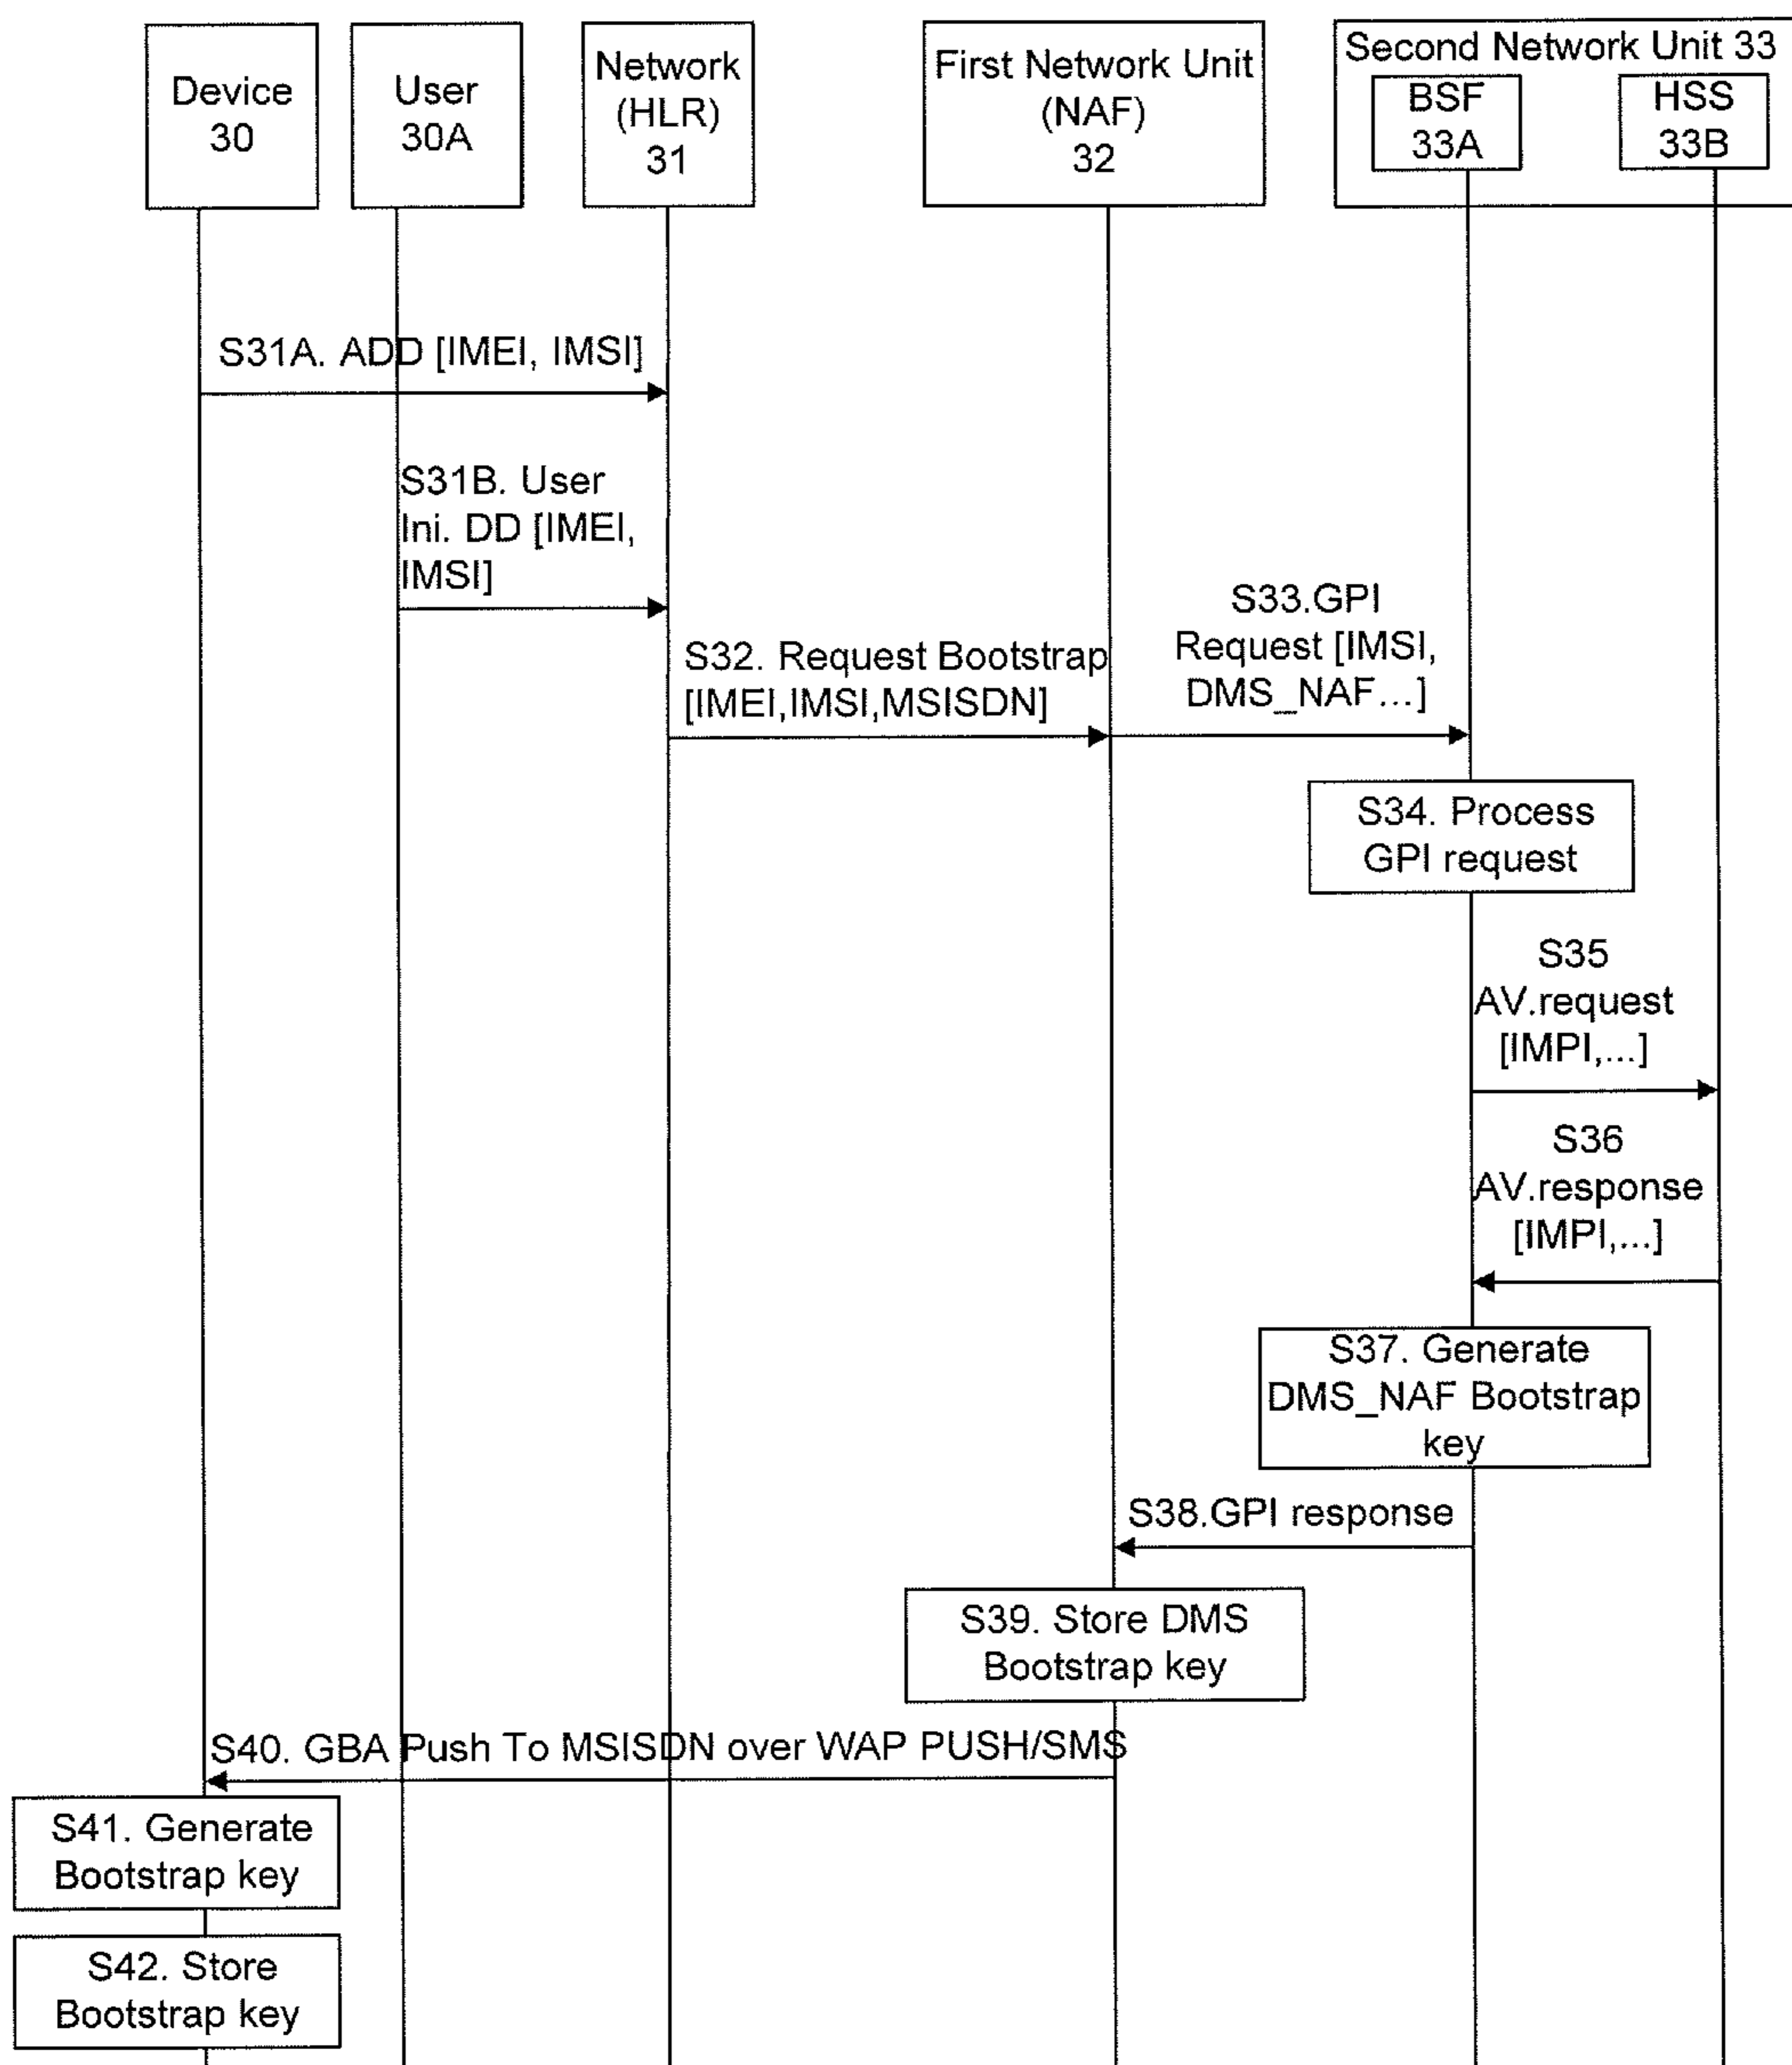 Device
30
User
30A
Network
(HLR)
31
First Network Unit
(NAF)
32
Second Network Unit 33
BSF
33A
HSS
33B
S31A. ADD [IMEI, IMSI]
S31B. User
Ini. DD [IMEI,
IMSI]
S32. Request Bootstrap
[IMEI,IMSI,MSISDN]
S33.GPI
Request [IMSI,
DMS_NAF...]
S34. Process
GPI request
S35
AV.request
[IMPI,...]
S36
AV.response
[IMPI,...]
S37. Generate
DMS_NAF Bootstrap
key
S38.GPI response
S39. Store DMS
Bootstrap key
S40. GBA Push To MSISDN over WAP PUSH/SMS
S41. Generate
Bootstrap key
S42. Store
Bootstrap key